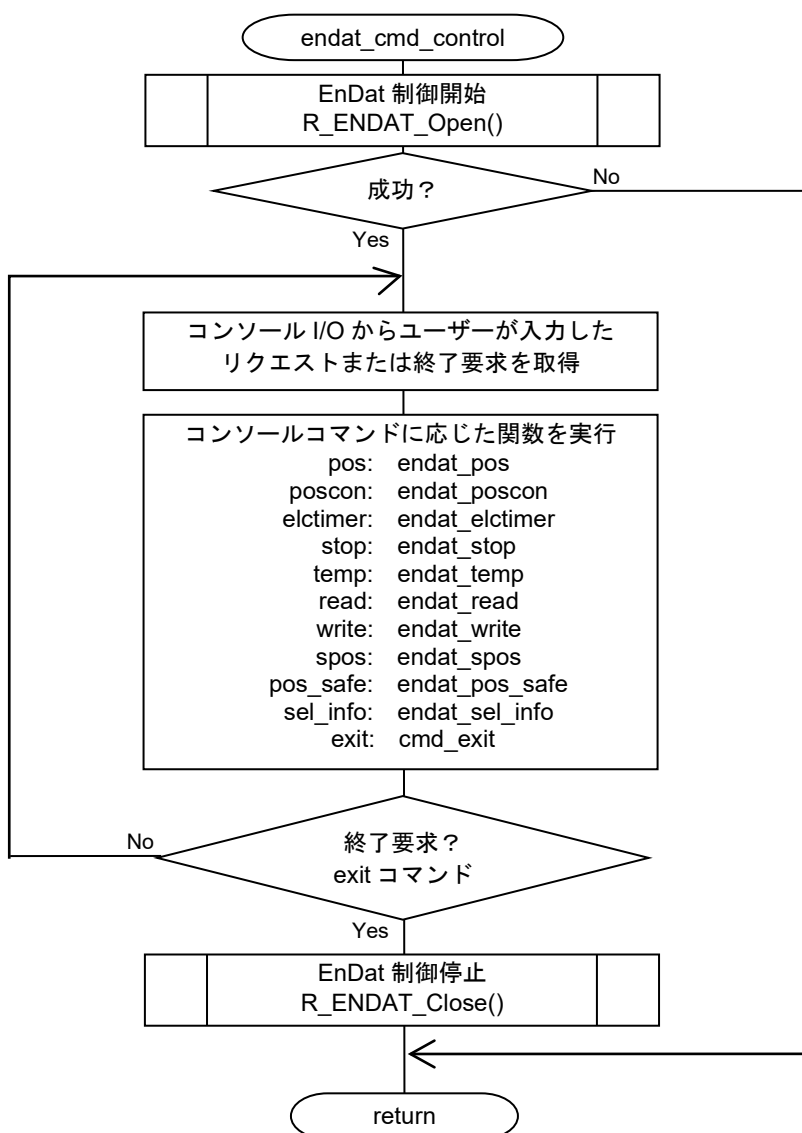 endat_cmd_control
EnDat 制御開始
R_ENDAT_Open()
成功？
No
Yes
コンソール I/O からユーザーが入力した
リクエストまたは終了要求を取得
コンソールコマンドに応じた関数を実行
pos: endat_pos
poscon: endat_poscon
elctimer: endat_elctimer
stop: endat_stop
temp: endat_temp
read: endat_read
write: endat_write
spos: endat_spos
pos_safe: endat_pos_safe
sel_info: endat_sel_info
exit: cmd_exit
No
終了要求？
exit コマンド
Yes
EnDat 制御停止
R_ENDAT_Close()
return